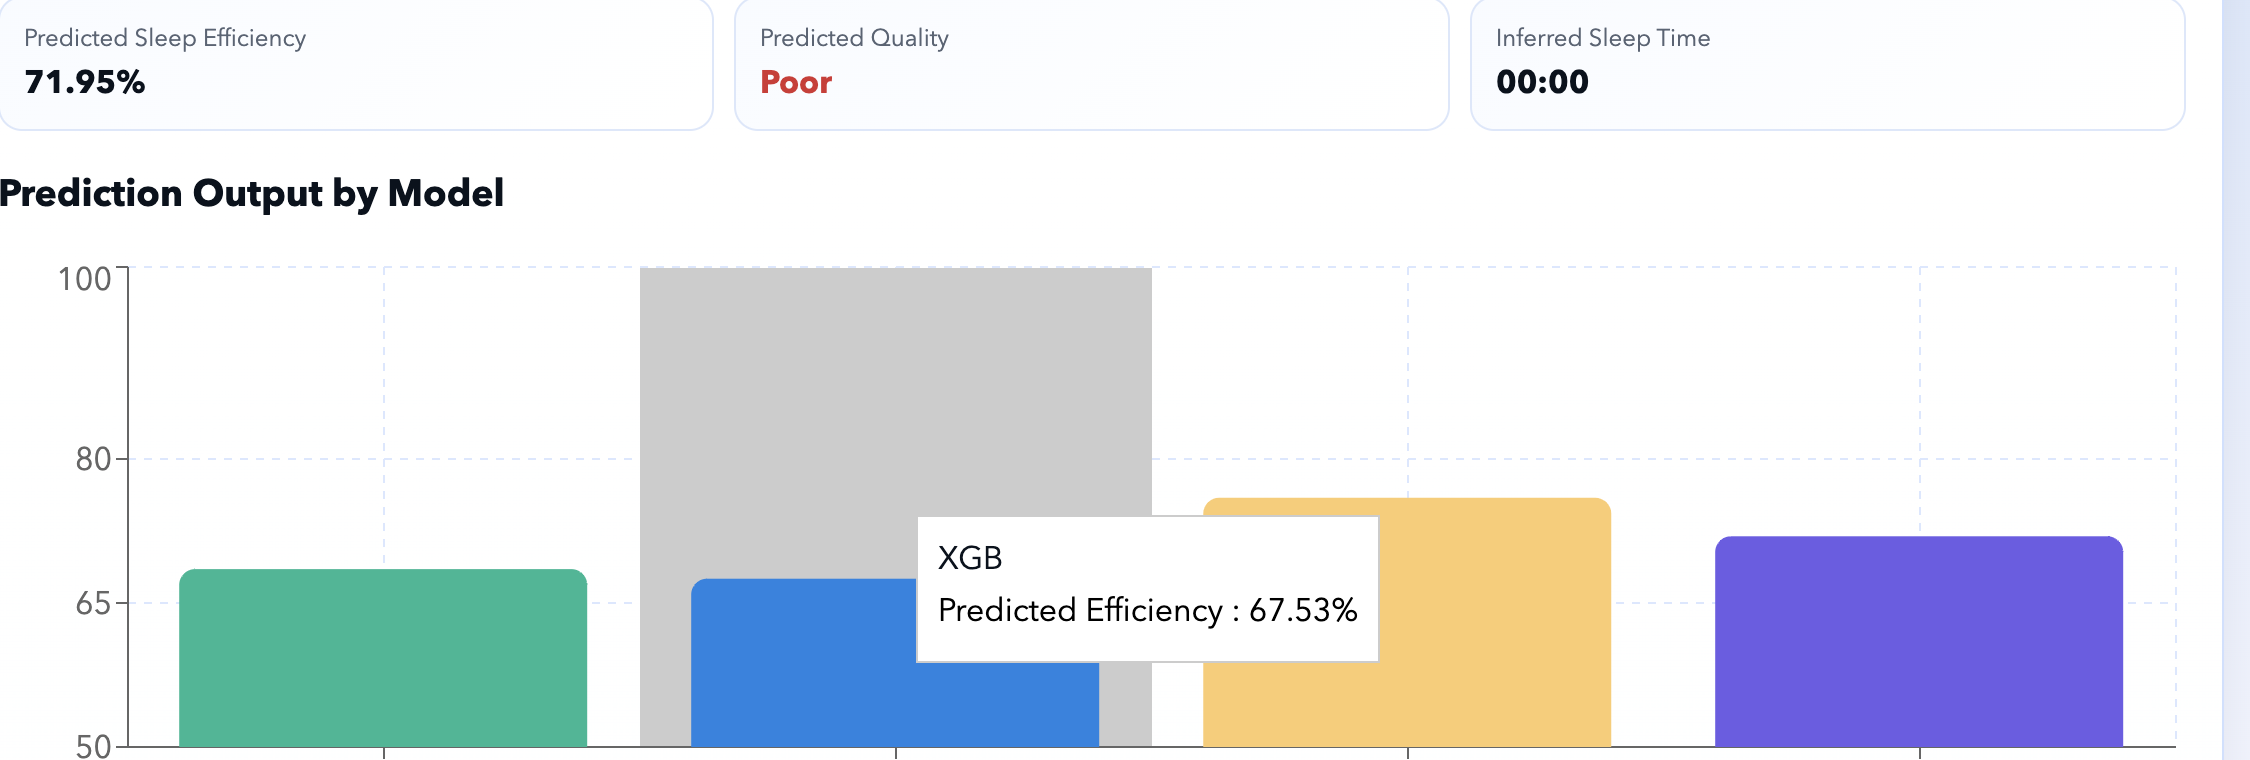 Predicted Sleep Efficiency
71.95%
Predicted Quality
Poor
Inferred Sleep Time
00:00
Prediction Output by Model
100
80
65
50
XGB
Predicted Efficiency : 67.53%